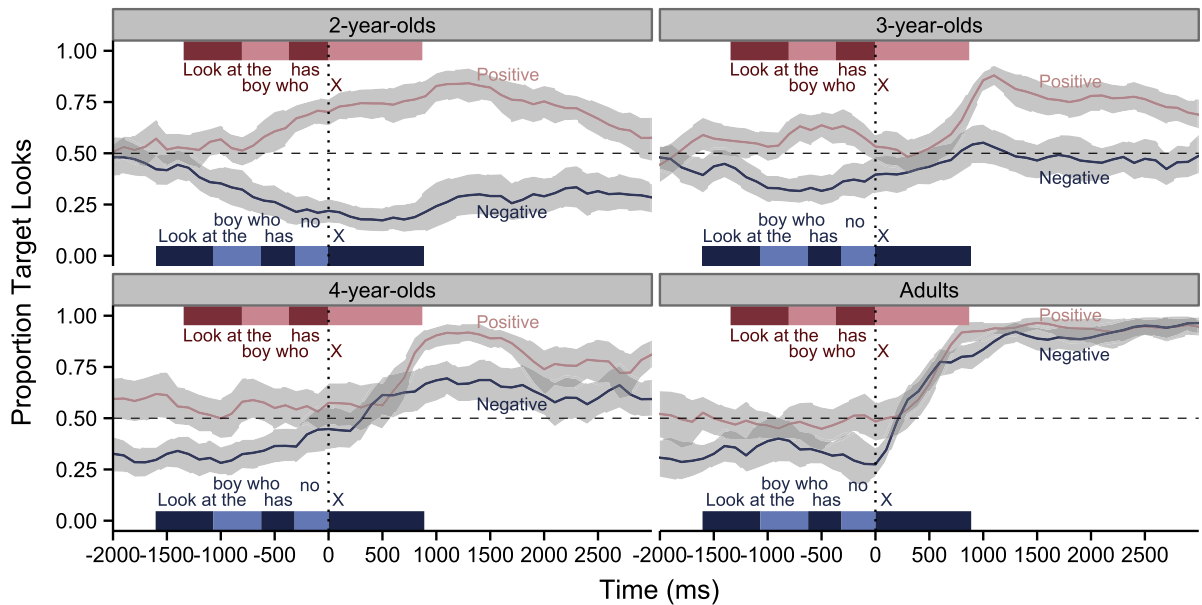 2-year-olds
3-year-olds
1.00
0.75
0.50
0.25
0.00
Look at the has
boy who X
Positive
boy who no
Look at the has X
Negative
Look at the has
boy who X
Positive
boy who no
Look at the has X
Negative
4-year-olds
Adults
1.00
0.75
0.50
0.25
0.00
Look at the has
boy who X
Positive
Negative
boy who no
Look at the has X
Look at the has
boy who X
Positive
Negative
boy who no
Look at the has X
-2000 -1500 -1000 -500 0 500 1000 1500 2000 2500
-2000 -1500 -1000 -500 0 500 1000 1500 2000 2500
Time (ms)
Proportion Target Looks